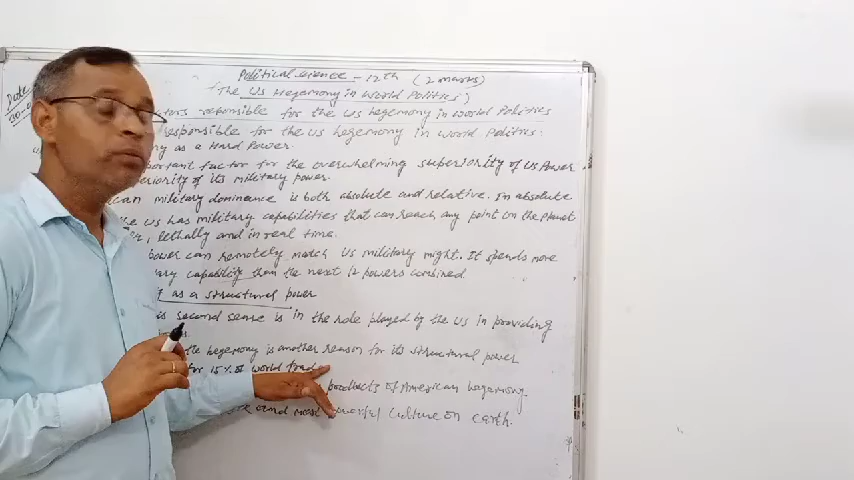 Political science - 12th (2 marks)
Date
(The US Hegemony in World Politics)
responsible for the US hegemony in World Politics
responsible for the US hegemony in World Politics.
as a Hard Power.
important factor for the overwhelming superiority of US Power
of its military power.
military dominance is both absolute and relative. In absolute
the US has military capabilities that can reach any point on the planet
, lethally and in real time.
power can remotely match US military might. It spends more
capability than the next 12 powers combined.
as a structural power
is second sense is in the role played by the US in providing
the hegemony is another reason for its structural power
for 15% of world trade
products of American hegemony.
and most powerful culture on earth.